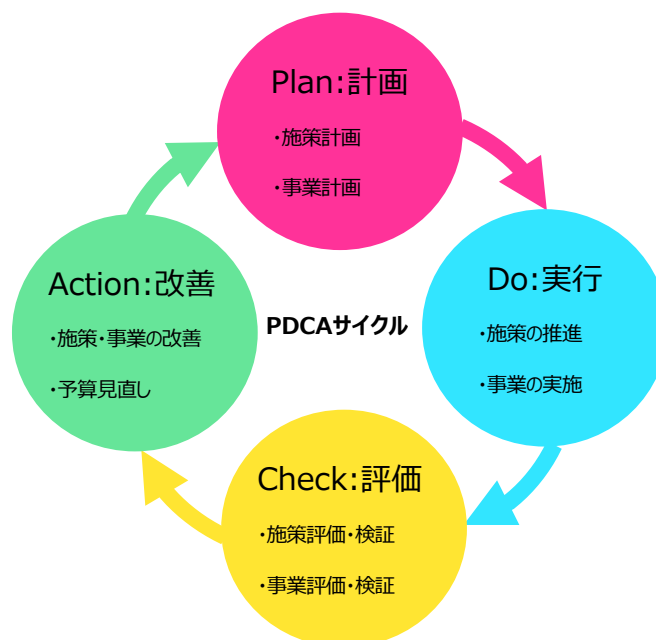 Plan:計画
・施策計画
・事業計画
Do:実行
・施策の推進
・事業の実施
Check:評価
・施策評価・検証
・事業評価・検証
Action:改善
・施策・事業の改善
・予算見直し
PDCAサイクル